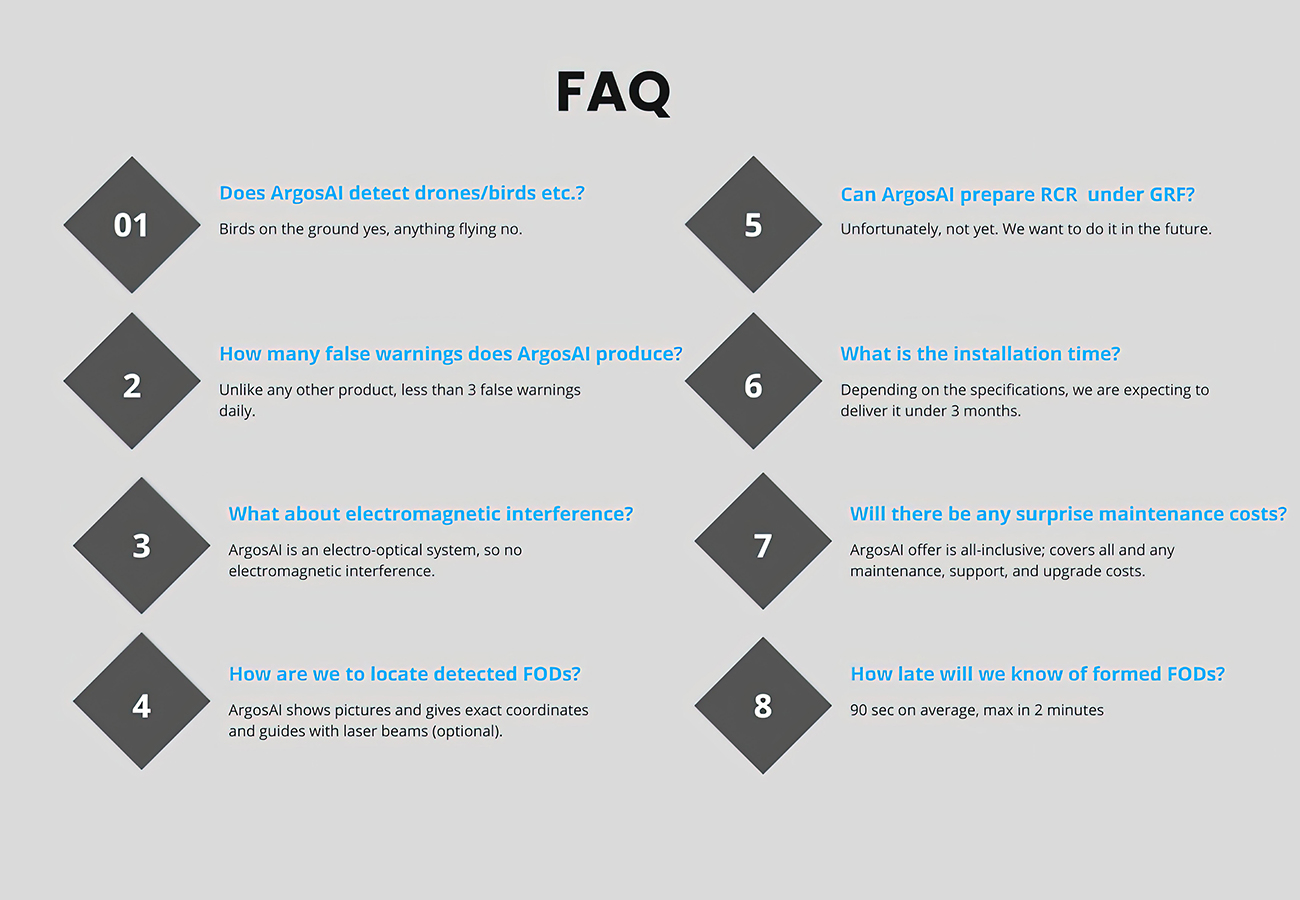 FAQ
01
Does ArgosAI detect drones/birds etc.?
Birds on the ground yes, anything flying no.
2
How many false warnings does ArgosAI produce?
Unlike any other product, less than 3 false warnings
daily.
3
What about electromagnetic interference?
ArgosAI is an electro-optical system, so no
electromagnetic interference.
4
How are we to locate detected FODs?
ArgosAI shows pictures and gives exact coordinates
and guides with laser beams (optional).
5
Can ArgosAI prepare RCR  under GRF?
Unfortunately, not yet. We want to do it in the future.
6
What is the installation time?
Depending on the specifications, we are expecting to
deliver it under 3 months.
7
Will there be any surprise maintenance costs?
ArgosAI offer is all-inclusive; covers all and any
maintenance, support, and upgrade costs.
8
How late will we know of formed FODs?
90 sec on average, max in 2 minutes